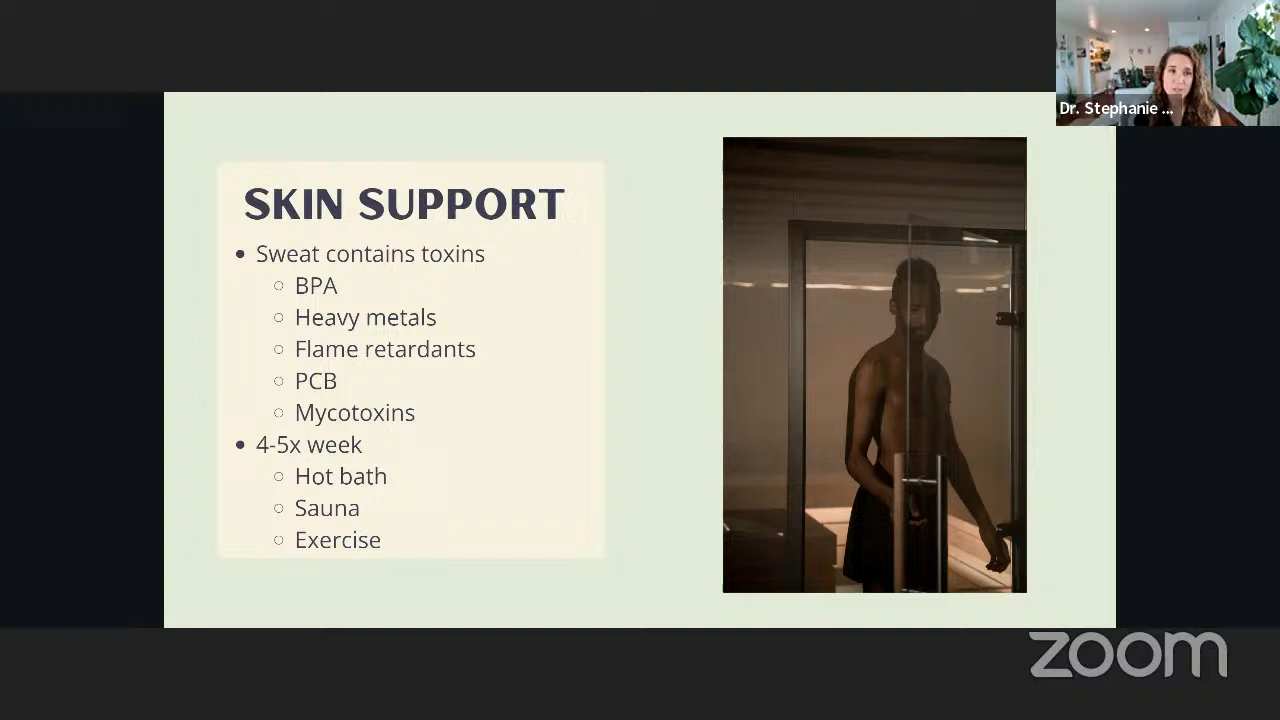 Dr. Stephanie ...
SKIN SUPPORT
• Sweat contains toxins
○ BPA
○ Heavy metals
○ Flame retardants
○ PCB
○ Mycotoxins
• 4-5x week
○ Hot bath
○ Sauna
○ Exercise
zoom